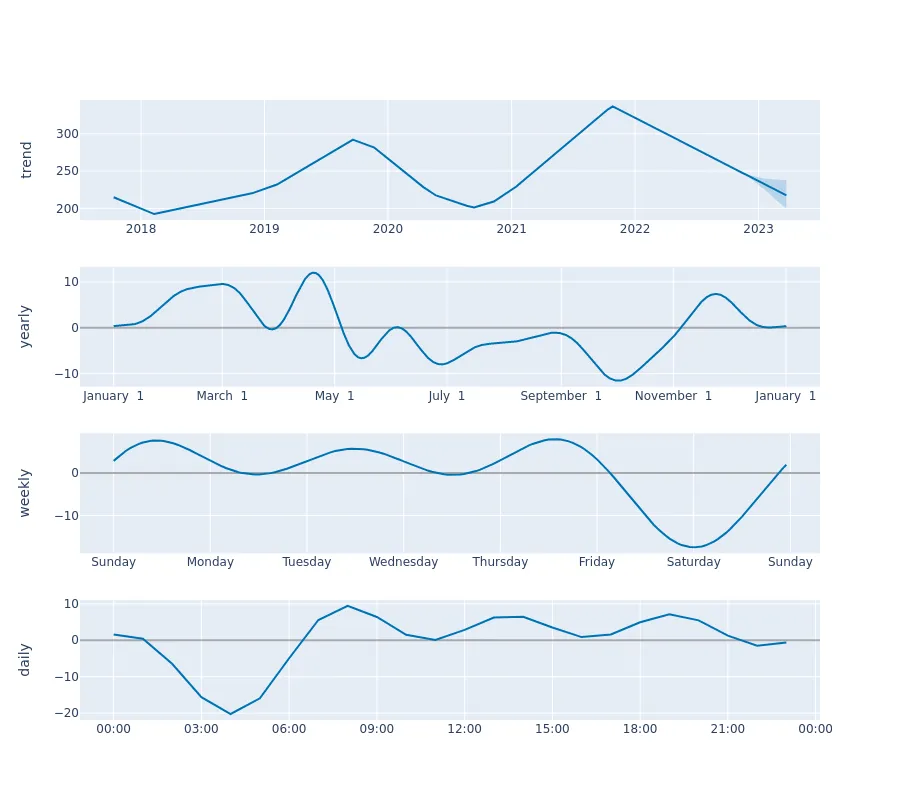 trend
300
250
200
2018 2019 2020 2021 2022 2023
yearly
10
0
−10
January 1 March 1 May 1 July 1 September 1 November 1 January 1
weekly
0
−10
Sunday Monday Tuesday Wednesday Thursday Friday Saturday Sunday
daily
10
0
−10
−20
00:00 03:00 06:00 09:00 12:00 15:00 18:00 21:00 00:00